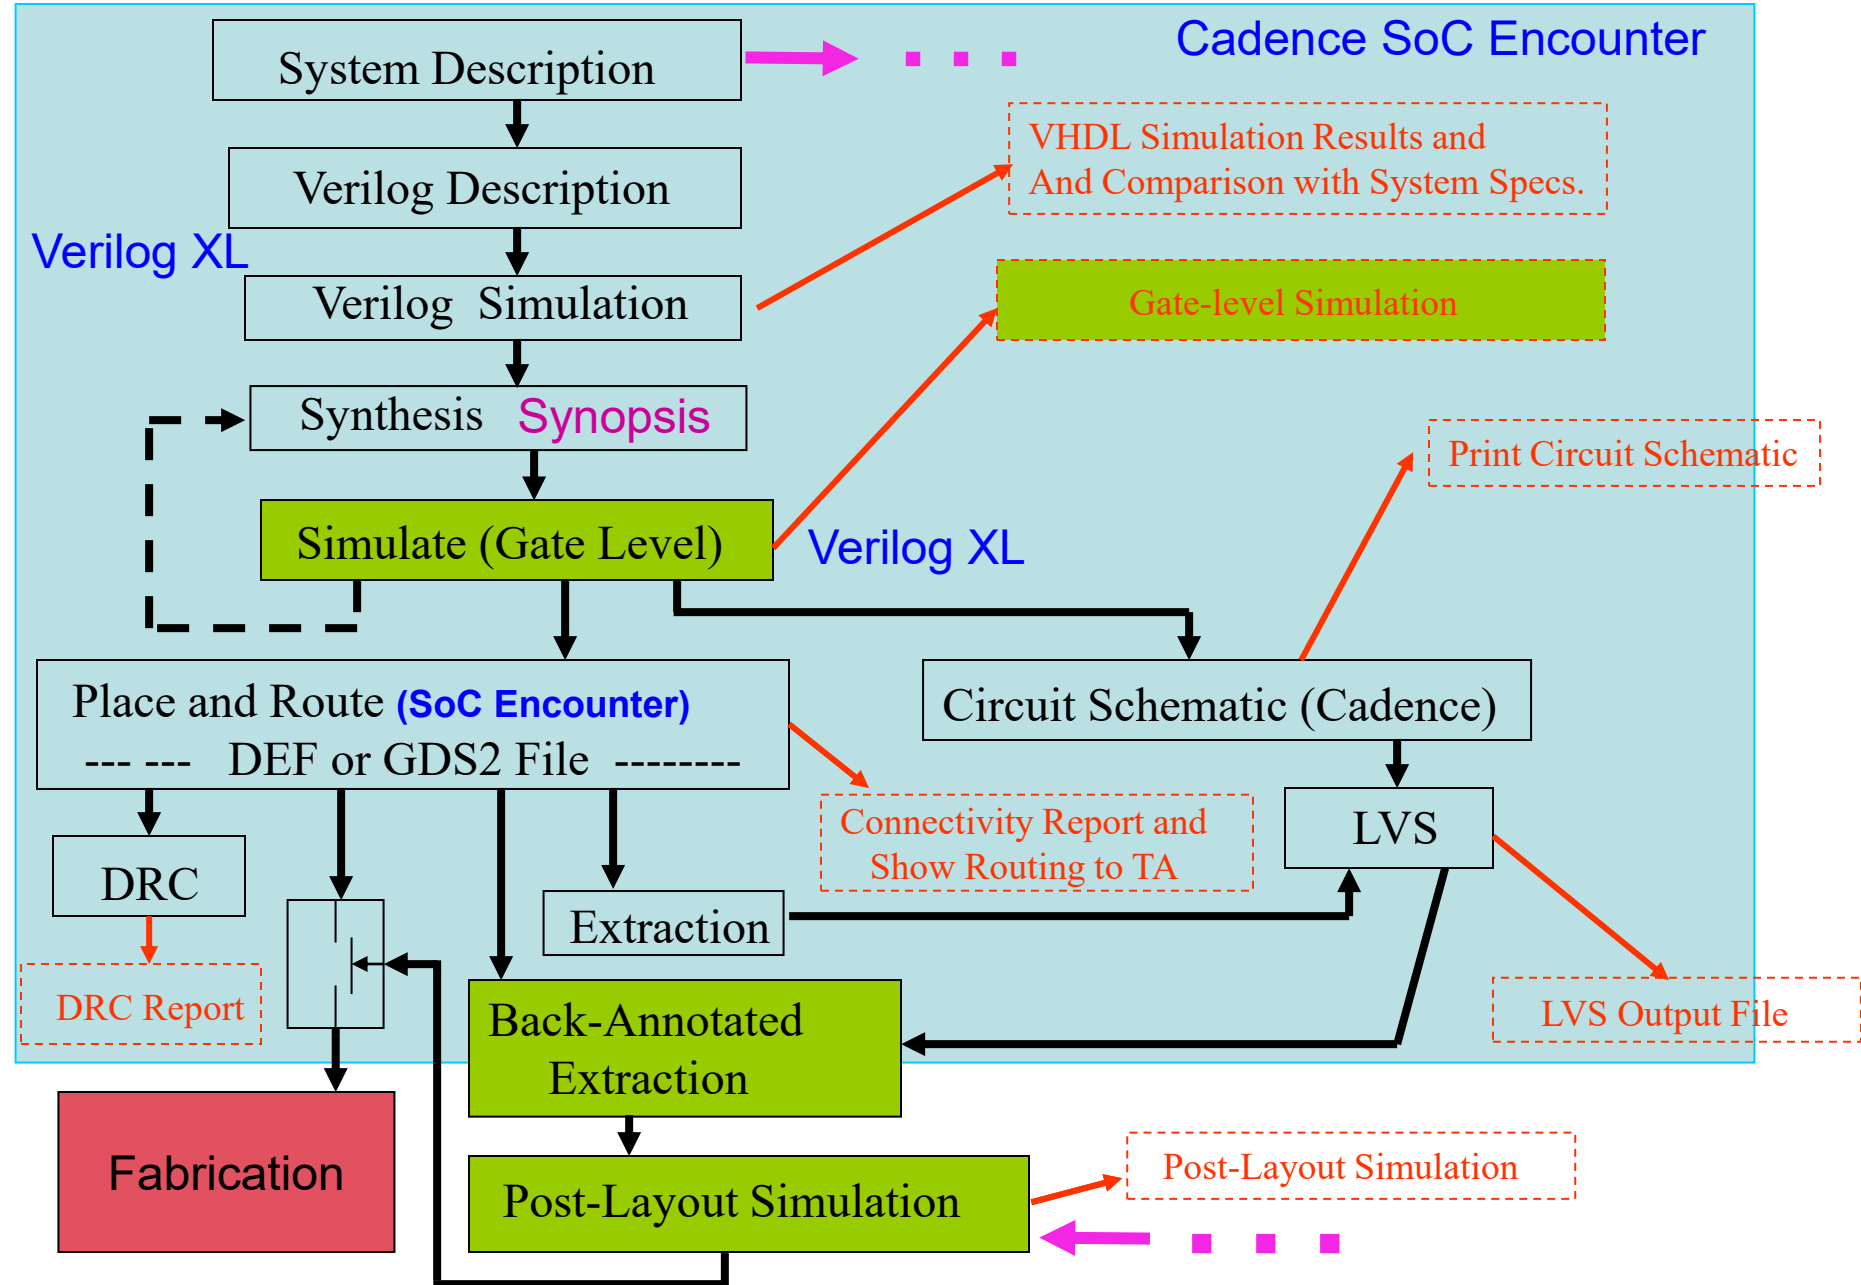 Cadence SoC Encounter
System Description
VHDL Simulation Results and
And Comparison with System Specs.
Verilog Description
Verilog XL
Verilog  Simulation
Gate-level Simulation
Synthesis  Synopsis
Print Circuit Schematic
Simulate (Gate Level)
Verilog XL
Place and Route (SoC Encounter)
--- ---  DEF or GDS2 File  --------
Circuit Schematic (Cadence)
Connectivity Report and
Show Routing to TA
LVS
DRC
Extraction
DRC Report
LVS Output File
Back-Annotated
Extraction
Fabrication
Post-Layout Simulation
Post-Layout Simulation